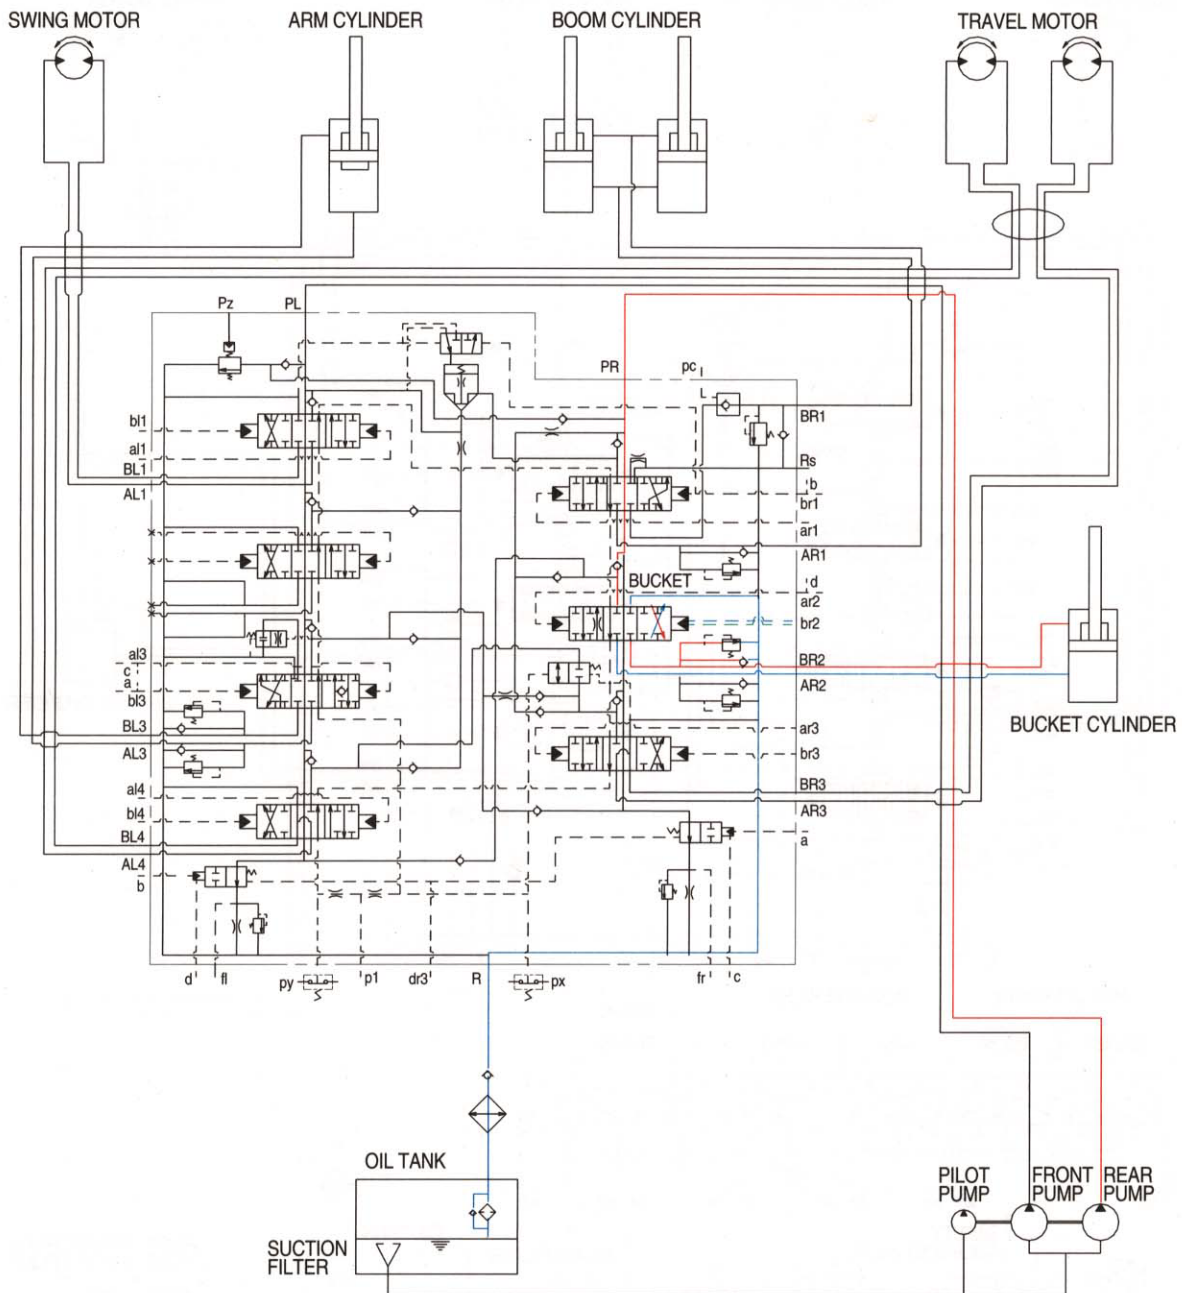 SWING MOTOR
ARM CYLINDER
BOOM CYLINDER
TRAVEL MOTOR
Pz
PL
PR
pc
bl1
al1
BL1
AL1
BR1
Rs
b
br1
ar1
AR1
BUCKET
d
ar2
br2
BR2
AR2
BUCKET CYLINDER
al3
c
a
bl3
BL3
AL3
ar3
br3
BR3
AR3
a
al4
bl4
BL4
AL4
b
d
fl
py
p1
dr3
R
px
fr
c
OIL TANK
SUCTION
FILTER
PILOT
PUMP
FRONT
PUMP
REAR
PUMP